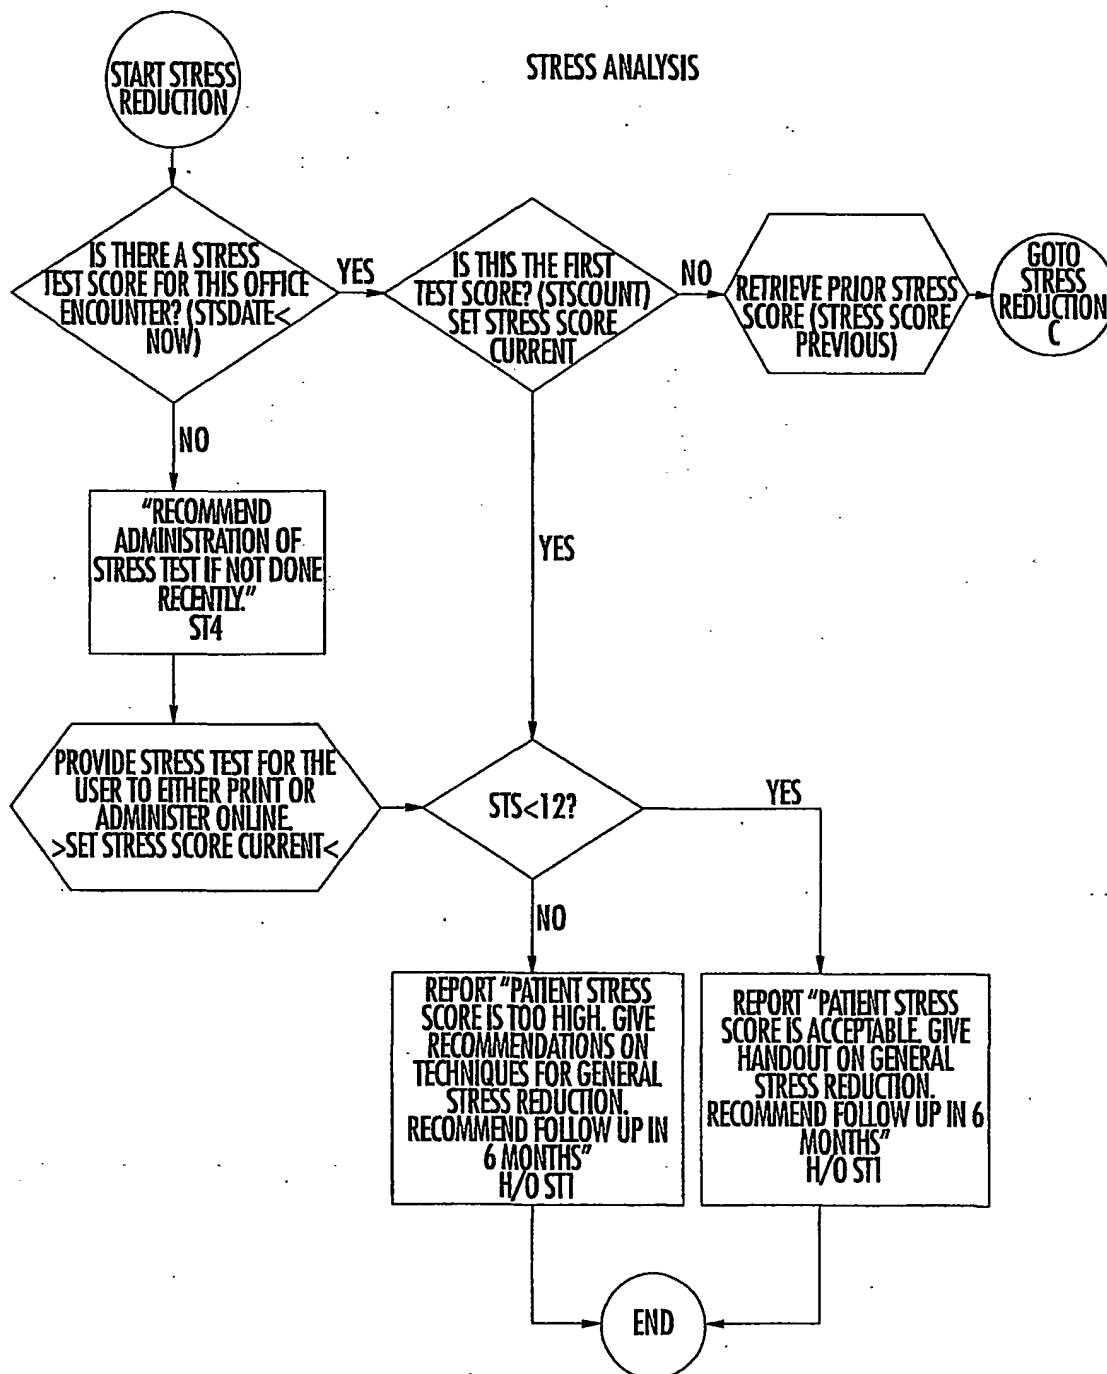 START STRESS
REDUCTION
STRESS ANALYSIS
IS THERE A STRESS
TEST SCORE FOR THIS OFFICE
ENCOUNTER? (STSDATE<
NOW)
YES
IS THIS THE FIRST
TEST SCORE? (STSCOUNT)
SET STRESS SCORE
CURRENT
NO
RETRIEVE PRIOR STRESS
SCORE (STRESS SCORE
PREVIOUS)
GOTO
STRESS
REDUCTION
C
NO
"RECOMMEND
ADMINISTRATION OF
STRESS TEST IF NOT DONE
RECENTLY."
ST4
YES
PROVIDE STRESS TEST FOR THE
USER TO EITHER PRINT OR
ADMINISTER ONLINE.
>SET STRESS SCORE CURRENT<
STS<12?
YES
NO
REPORT "PATIENT STRESS
SCORE IS TOO HIGH. GIVE
RECOMMENDATIONS ON
TECHNIQUES FOR GENERAL
STRESS REDUCTION.
RECOMMEND FOLLOW UP IN
6 MONTHS"
H/O ST1
REPORT "PATIENT STRESS
SCORE IS ACCEPTABLE. GIVE
HANDOUT ON GENERAL
STRESS REDUCTION.
RECOMMEND FOLLOW UP IN 6
MONTHS"
H/O ST1
END